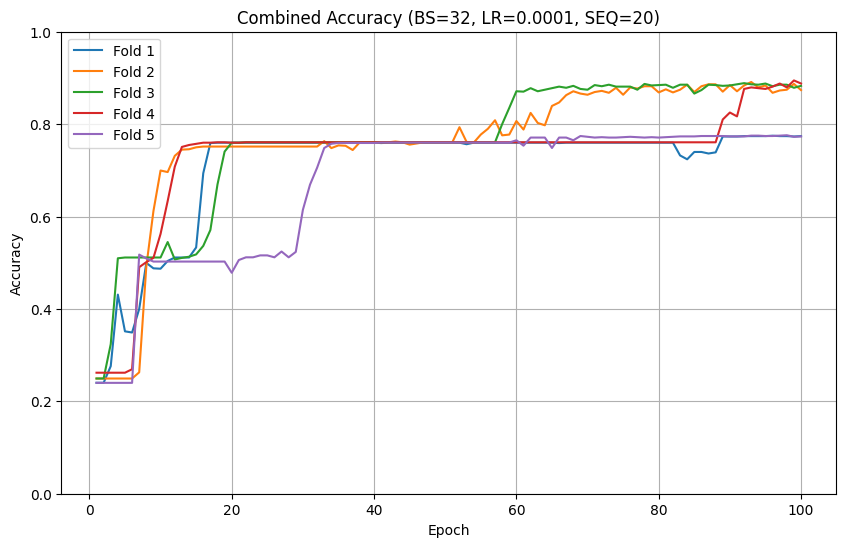 Combined Accuracy (BS=32, LR=0.0001, SEQ=20)
1.0
0.8
0.6
0.4
0.2
0.0
Accuracy
Fold 1
Fold 2
Fold 3
Fold 4
Fold 5
0 20 40 60 80 100
Epoch